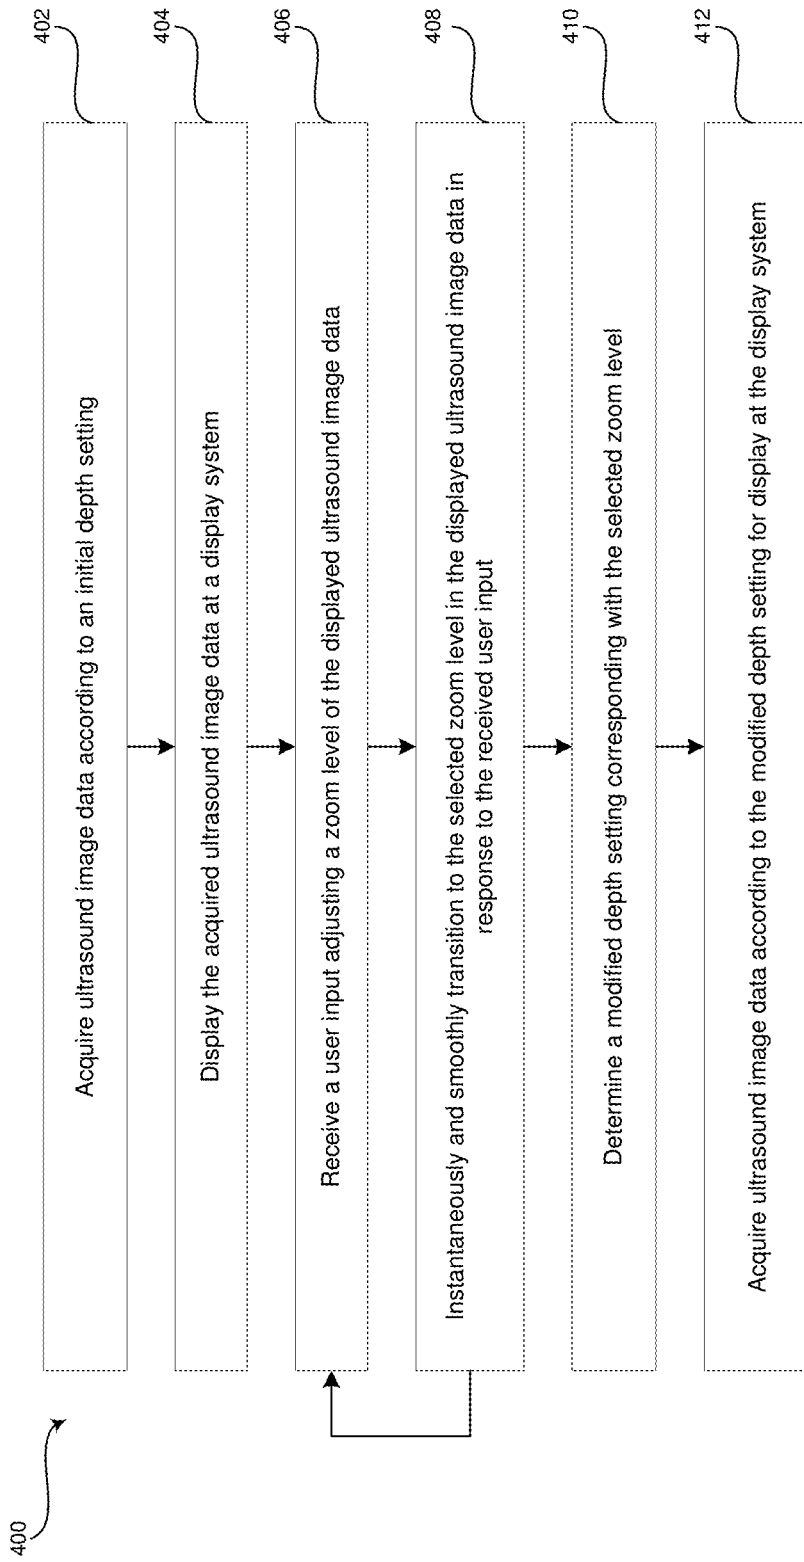 400
402
Acquire ultrasound image data according to an initial depth setting
404
Display the acquired ultrasound image data at a display system
406
Receive a user input adjusting a zoom level of the displayed ultrasound image data
408
Instantaneously and smoothly transition to the selected zoom level in the displayed ultrasound image data in
response to the received user input
410
Determine a modified depth setting corresponding with the selected zoom level
412
Acquire ultrasound image data according to the modified depth setting for display at the display system